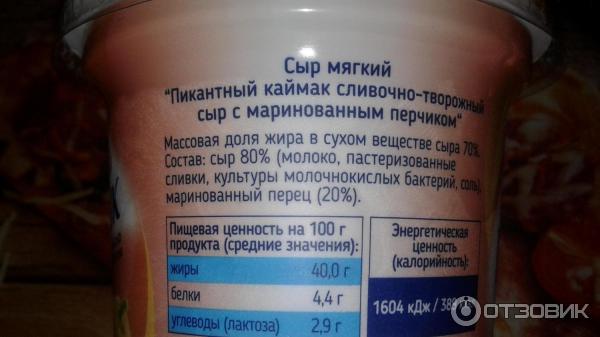 Сыр мягкий
"Пикантный каймак сливочно-творожный
сыр с маринованным перчиком"
Массовая доля жира в сухом веществе сыра 70%.
Состав: сыр 80% (молоко, пастеризованные
сливки, культуры молочнокислых бактерий, соль),
маринованный перец (20%).
Пищевая ценность на 100 г
продукта (средние значения):
жиры 40,0 г
белки 4,4 г
углеводы (лактоза) 2,9 г
Энергетическая
ценность
(калорийность):
1604 кДж /
ОТЗОВИК